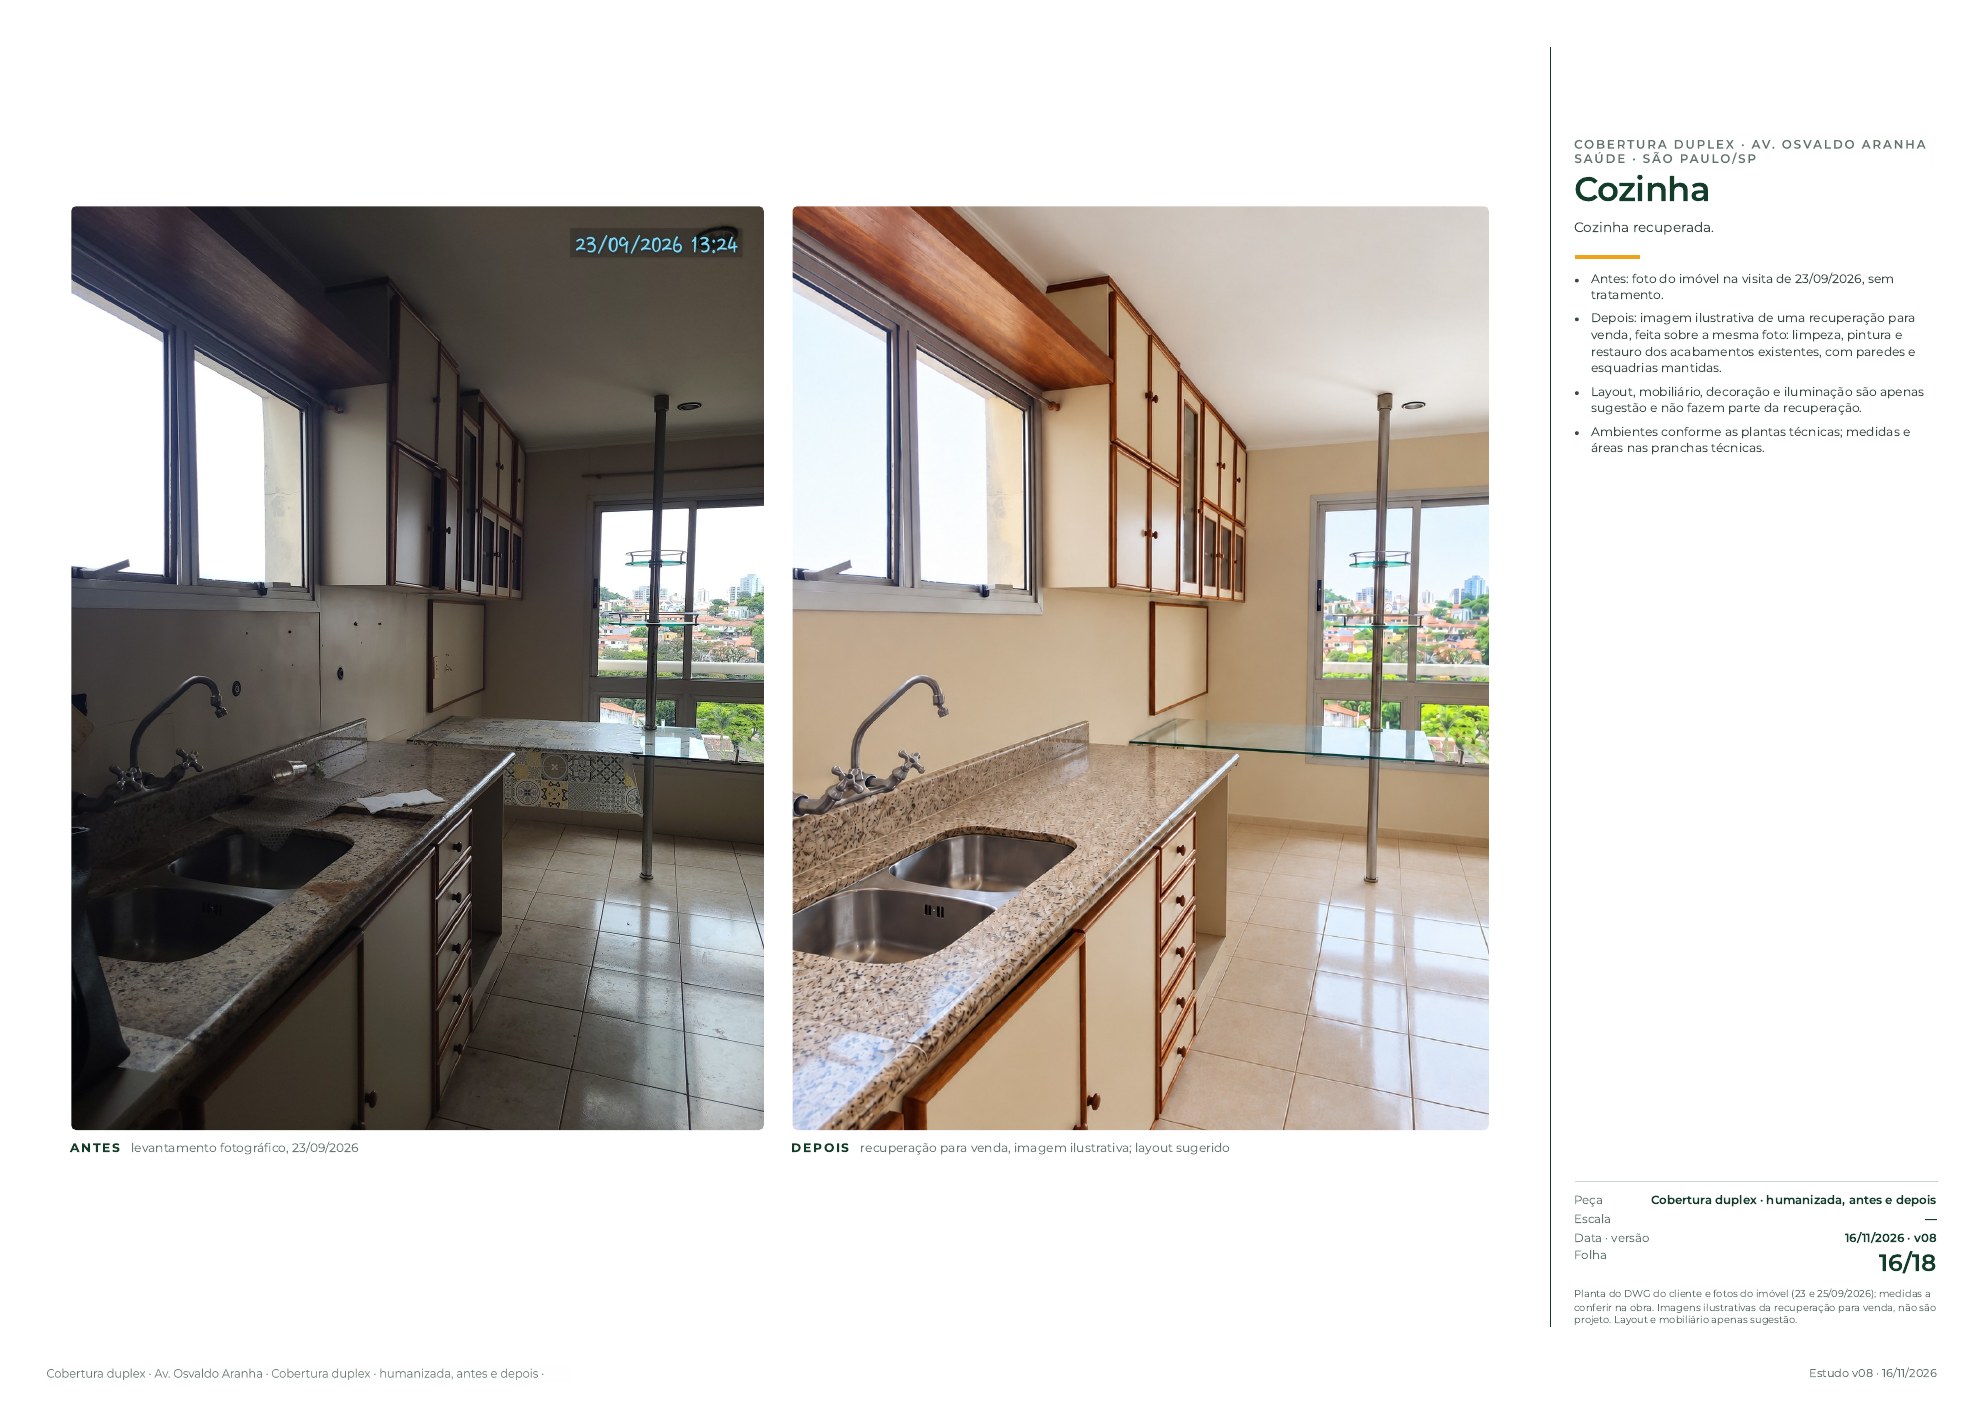 COBERTURA DUPLEX · AV. OSVALDO ARANHA
SAÚDE · SÃO PAULO/SP
Cozinha
Cozinha recuperada.
• Antes: foto do imóvel na visita de 23/09/2026, sem
tratamento.
• Depois: imagem ilustrativa de uma recuperação para
venda, feita sobre a mesma foto: limpeza, pintura e
restauro dos acabamentos existentes, com paredes e
esquadrias mantidas.
• Layout, mobiliário, decoração e iluminação são apenas
sugestão e não fazem parte da recuperação.
• Ambientes conforme as plantas técnicas; medidas e
áreas nas pranchas técnicas.
23/09/2026 13:24
ANTES levantamento fotográfico, 23/09/2026
DEPOIS recuperação para venda, imagem ilustrativa; layout sugerido
Peça Cobertura duplex · humanizada, antes e depois
Escala —
Data · versão 16/11/2026 · v08
Folha 16/18
Planta do DWG do cliente e fotos do imóvel (23 e 25/09/2026); medidas a
conferir na obra. Imagens ilustrativas da recuperação para venda, não são
projeto. Layout e mobiliário apenas sugestão.
Cobertura duplex · Av. Osvaldo Aranha · Cobertura duplex · humanizada, antes e depois ·
Estudo v08 · 16/11/2026